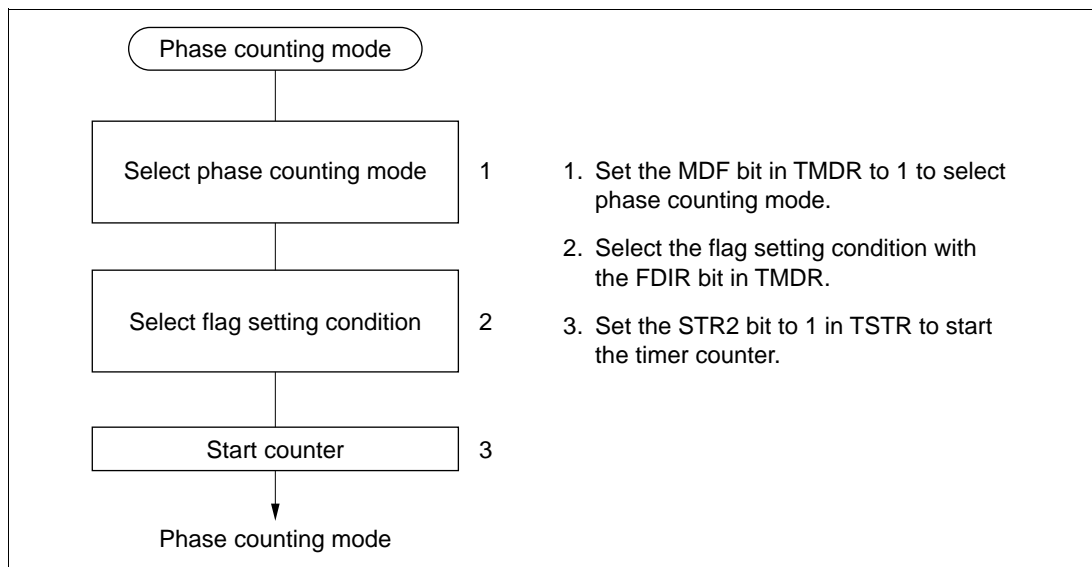 Phase counting mode
Select phase counting mode 1
Select flag setting condition 2
Start counter 3
Phase counting mode
1. Set the MDF bit in TMDR to 1 to select
phase counting mode.
2. Select the flag setting condition with
the FDIR bit in TMDR.
3. Set the STR2 bit to 1 in TSTR to start
the timer counter.